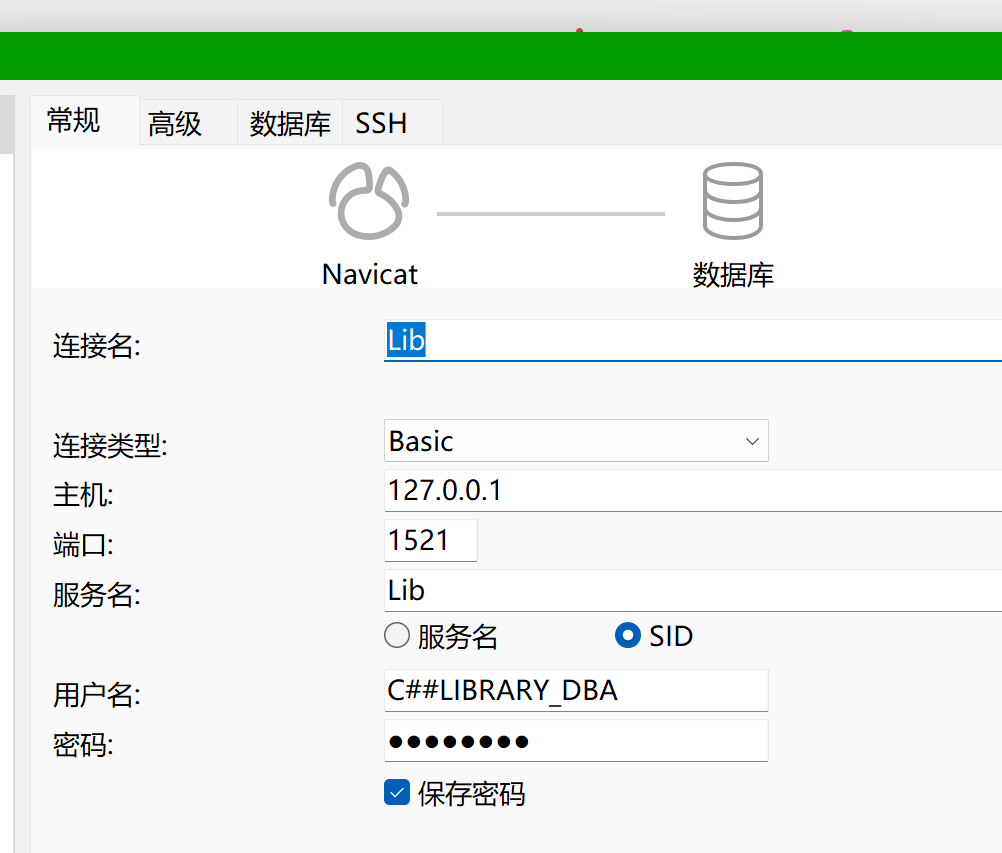 常规 高级 数据库 SSH
Navicat 数据库
连接名: Lib
连接类型: Basic
主机: 127.0.0.1
端口: 1521
服务名: Lib
服务名 SID
用户名: C##LIBRARY_DBA
密码: ●●●●●●●●
保存密码